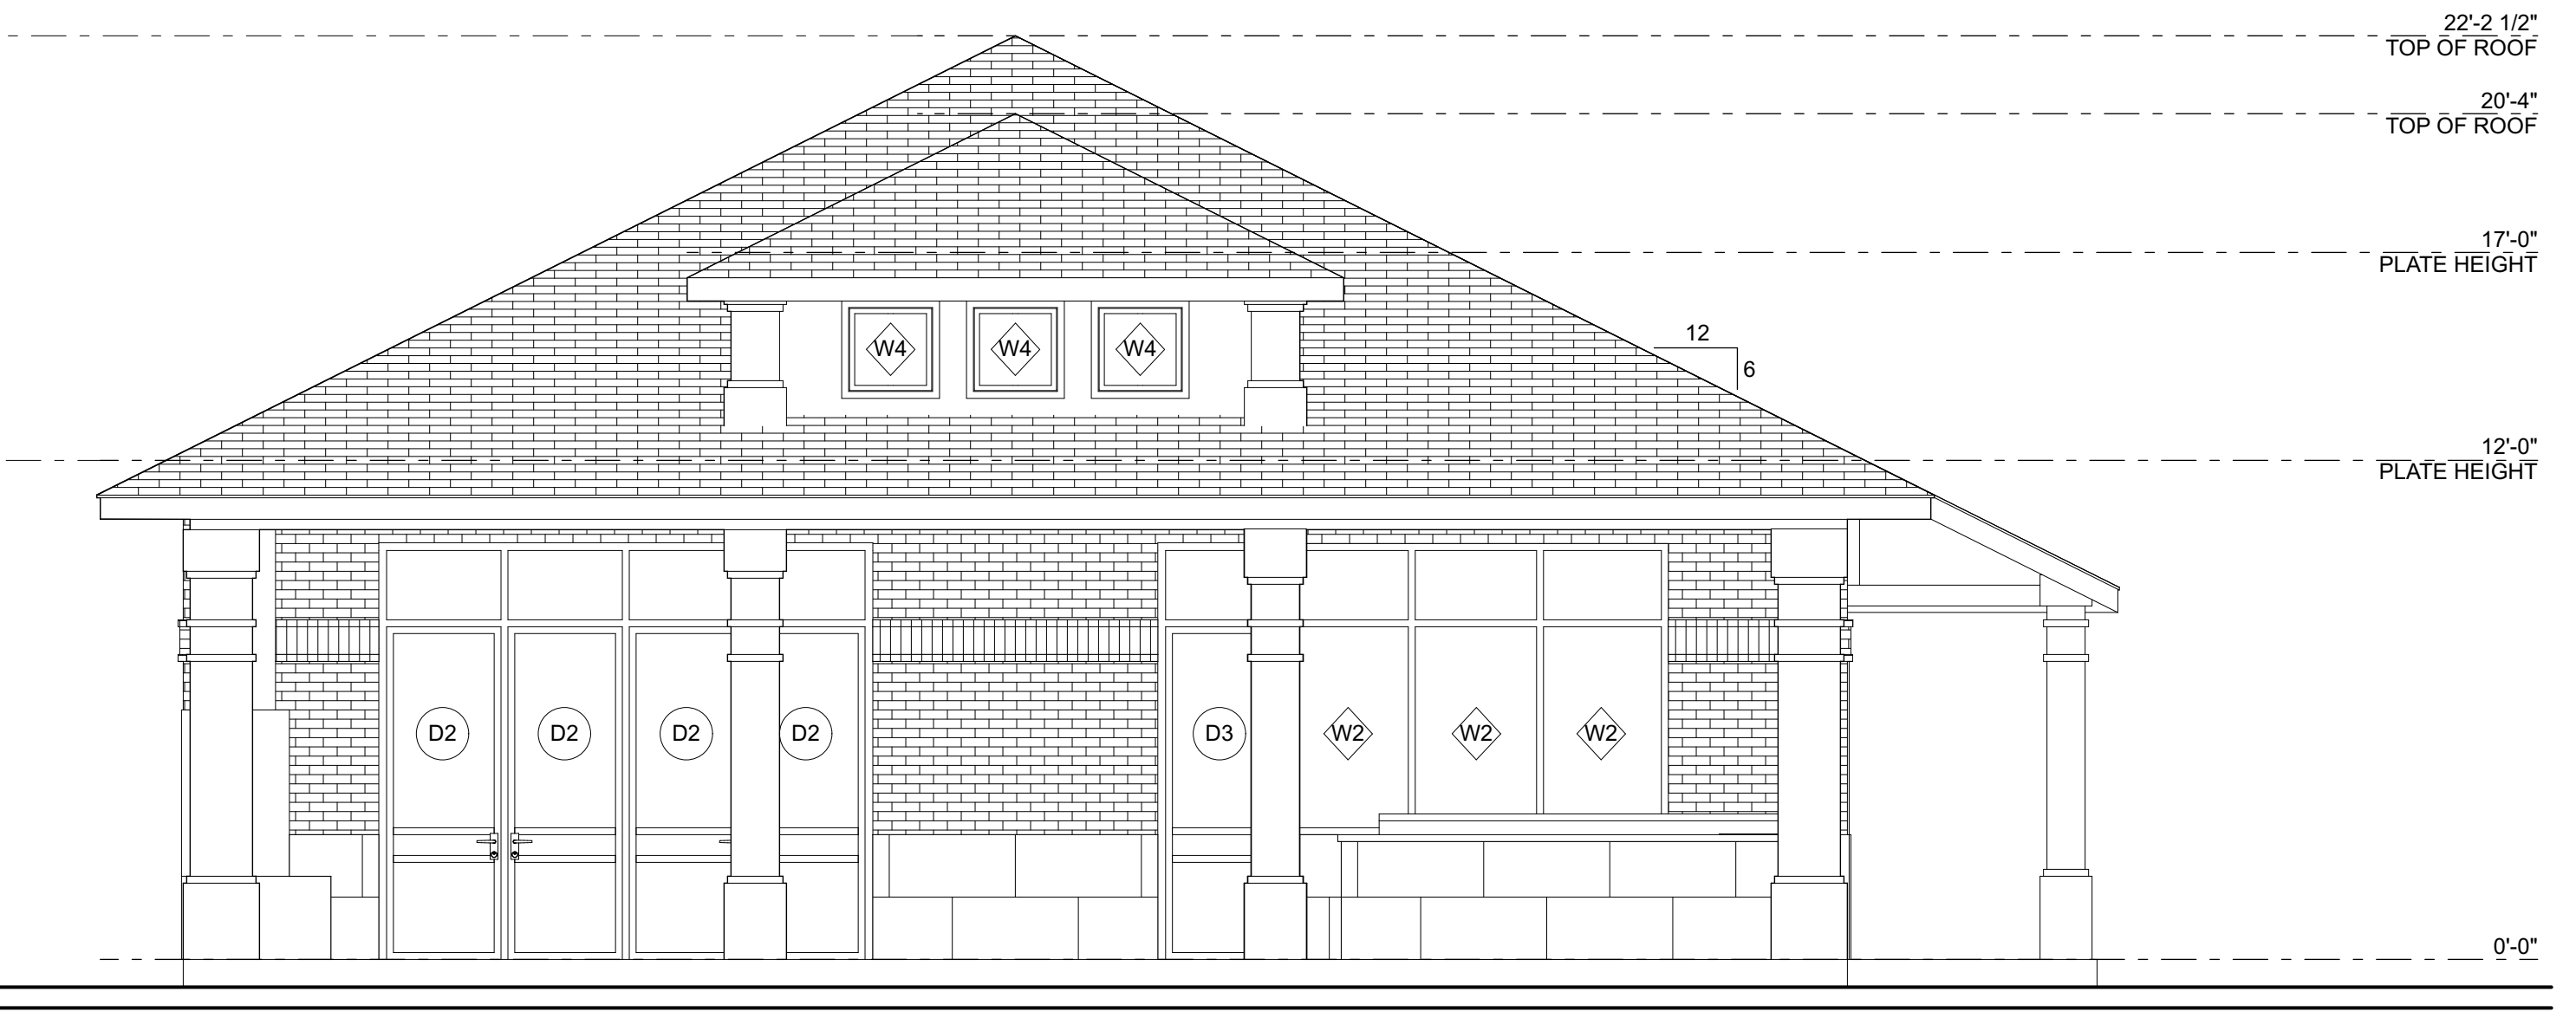 22'-2 1/2"
TOP OF ROOF
20'-4"
TOP OF ROOF
17'-0"
PLATE HEIGHT
12
6
W4 W4 W4
12'-0"
PLATE HEIGHT
D2 D2 D2 D2 D3 W2 W2 W2
0'-0"